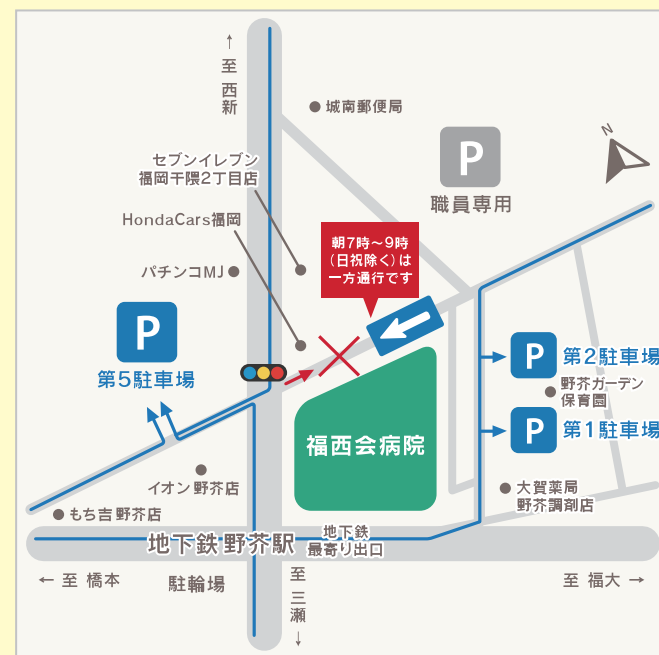 ↑
至
西
新
城南郵便局
N
P
職員専用
セブンイレブン
福岡干隈2丁目店
HondaCars福岡
パチンコMJ
朝7時～9時
(日祝除く)は
一方通行です
P
第5駐車場
P
第2駐車場
野芥ガーデン
保育園
P
第1駐車場
福西会病院
イオン野芥店
もち吉野芥店
大賀薬局
野芥調剤店
地下鉄野芥駅
地下鉄
最寄り出口
← 至 橋本
駐輪場
至
三
瀬
↓
至 福大 →